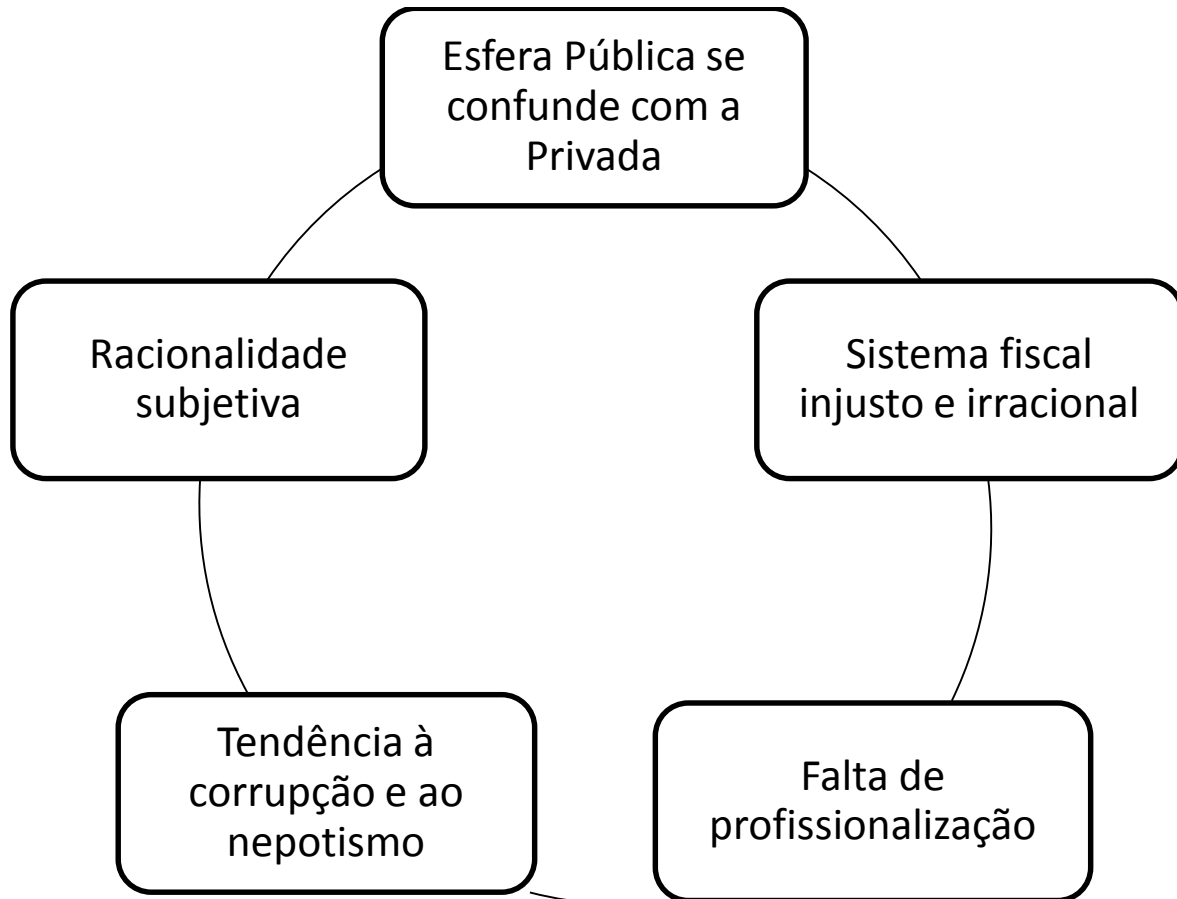 Esfera Pública se
confunde com a
Privada
Racionalidade
subjetiva
Sistema fiscal
injusto e irracional
Tendência à
corrupção e ao
nepotismo
Falta de
profissionalização